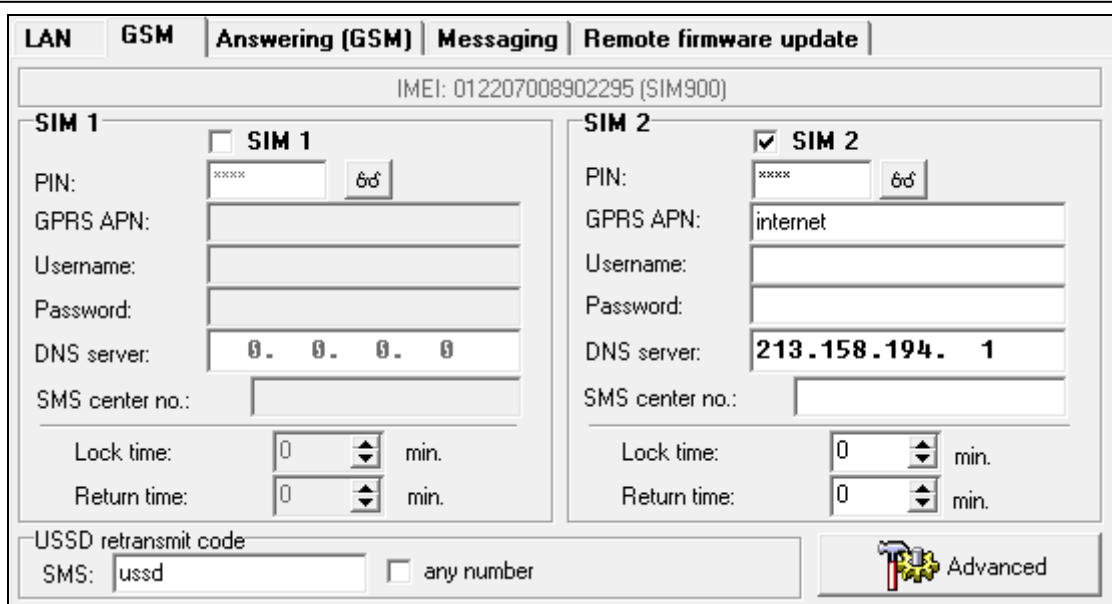 LAN GSM Answering (GSM) Messaging Remote firmware update
IMEI: 012207008902295 (SIM900)
SIM 1
SIM 1
PIN: ****
GPRS APN:
Username:
Password:
DNS server: 0. 0. 0. 0
SMS center no.:
Lock time: 0 min.
Return time: 0 min.
SIM 2
SIM 2
PIN: ****
GPRS APN: internet
Username:
Password:
DNS server: 213.158.194. 1
SMS center no.:
Lock time: 0 min.
Return time: 0 min.
USSD retransmit code
SMS: ussd any number
Advanced